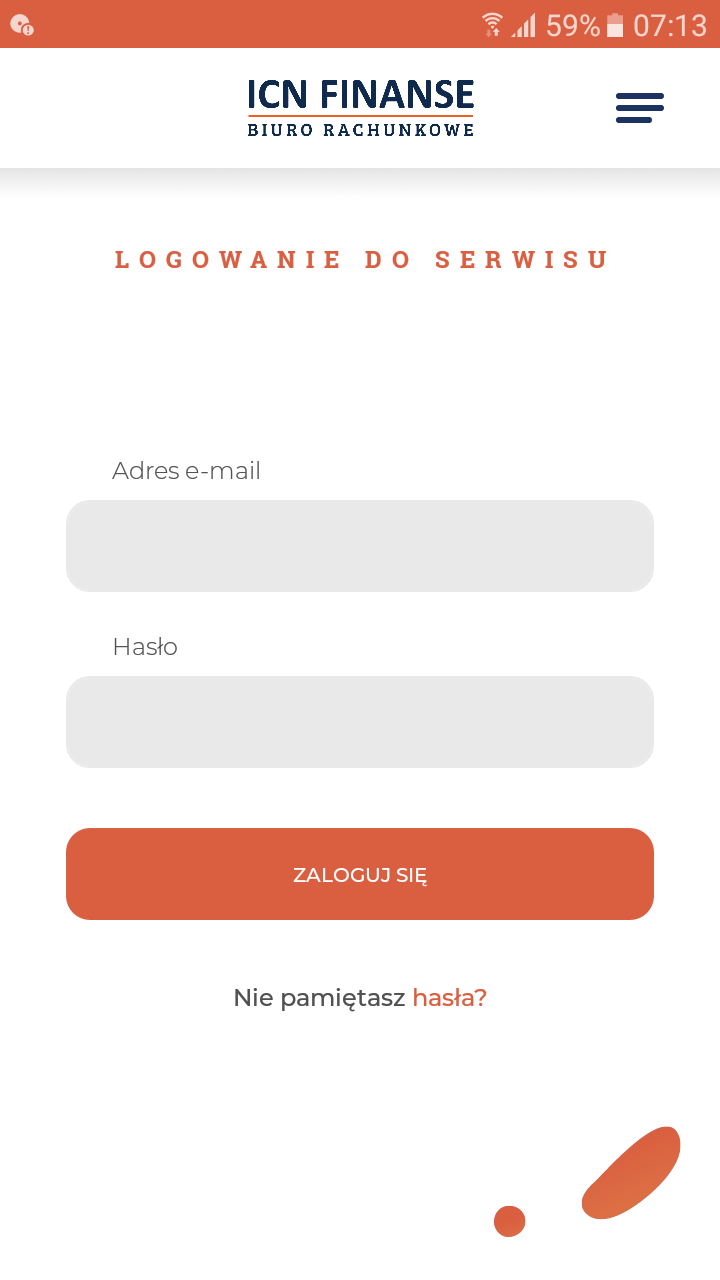 59% 07:13
ICN FINANSE
BIURO RACHUNKOWE
LOGOWANIE DO SERWISU
Adres e-mail
Hasło
ZALOGUJ SIĘ
Nie pamiętasz hasła?